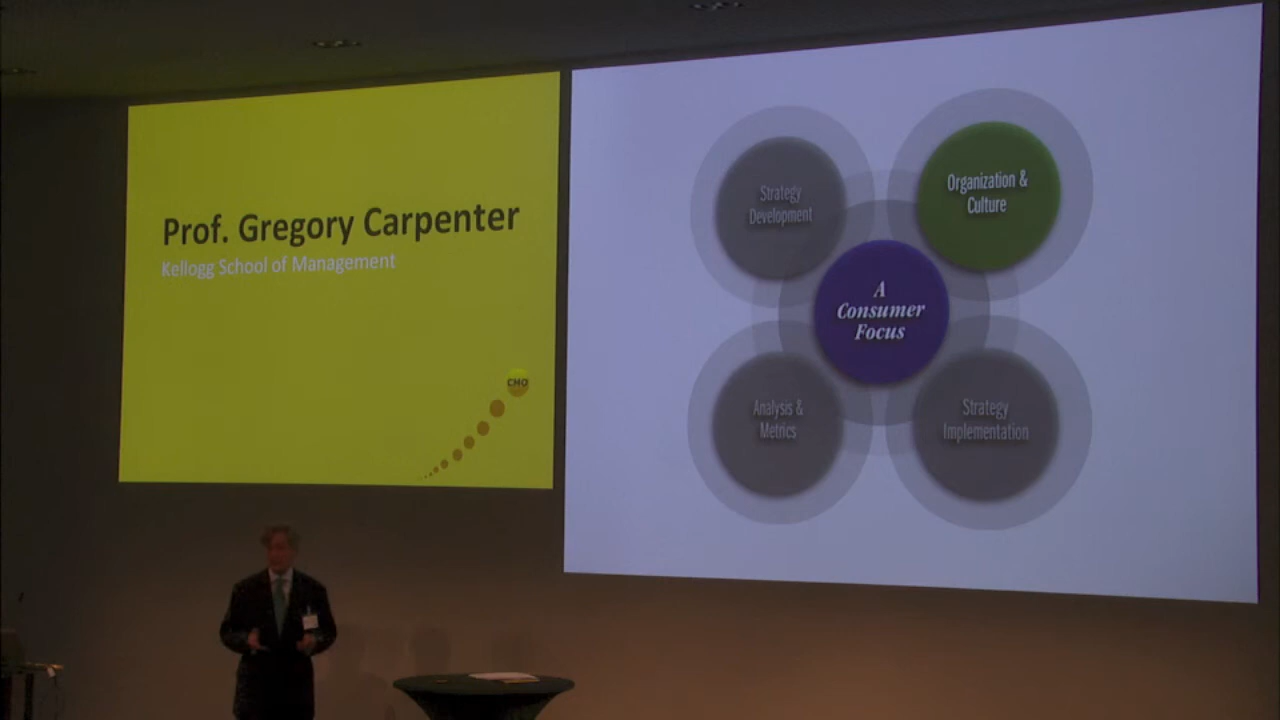 Prof. Gregory Carpenter
Kellogg School of Management
CMO
Strategy
Development
Organization &
Culture
A
Consumer
Focus
Analysis &
Metrics
Strategy
Implementation